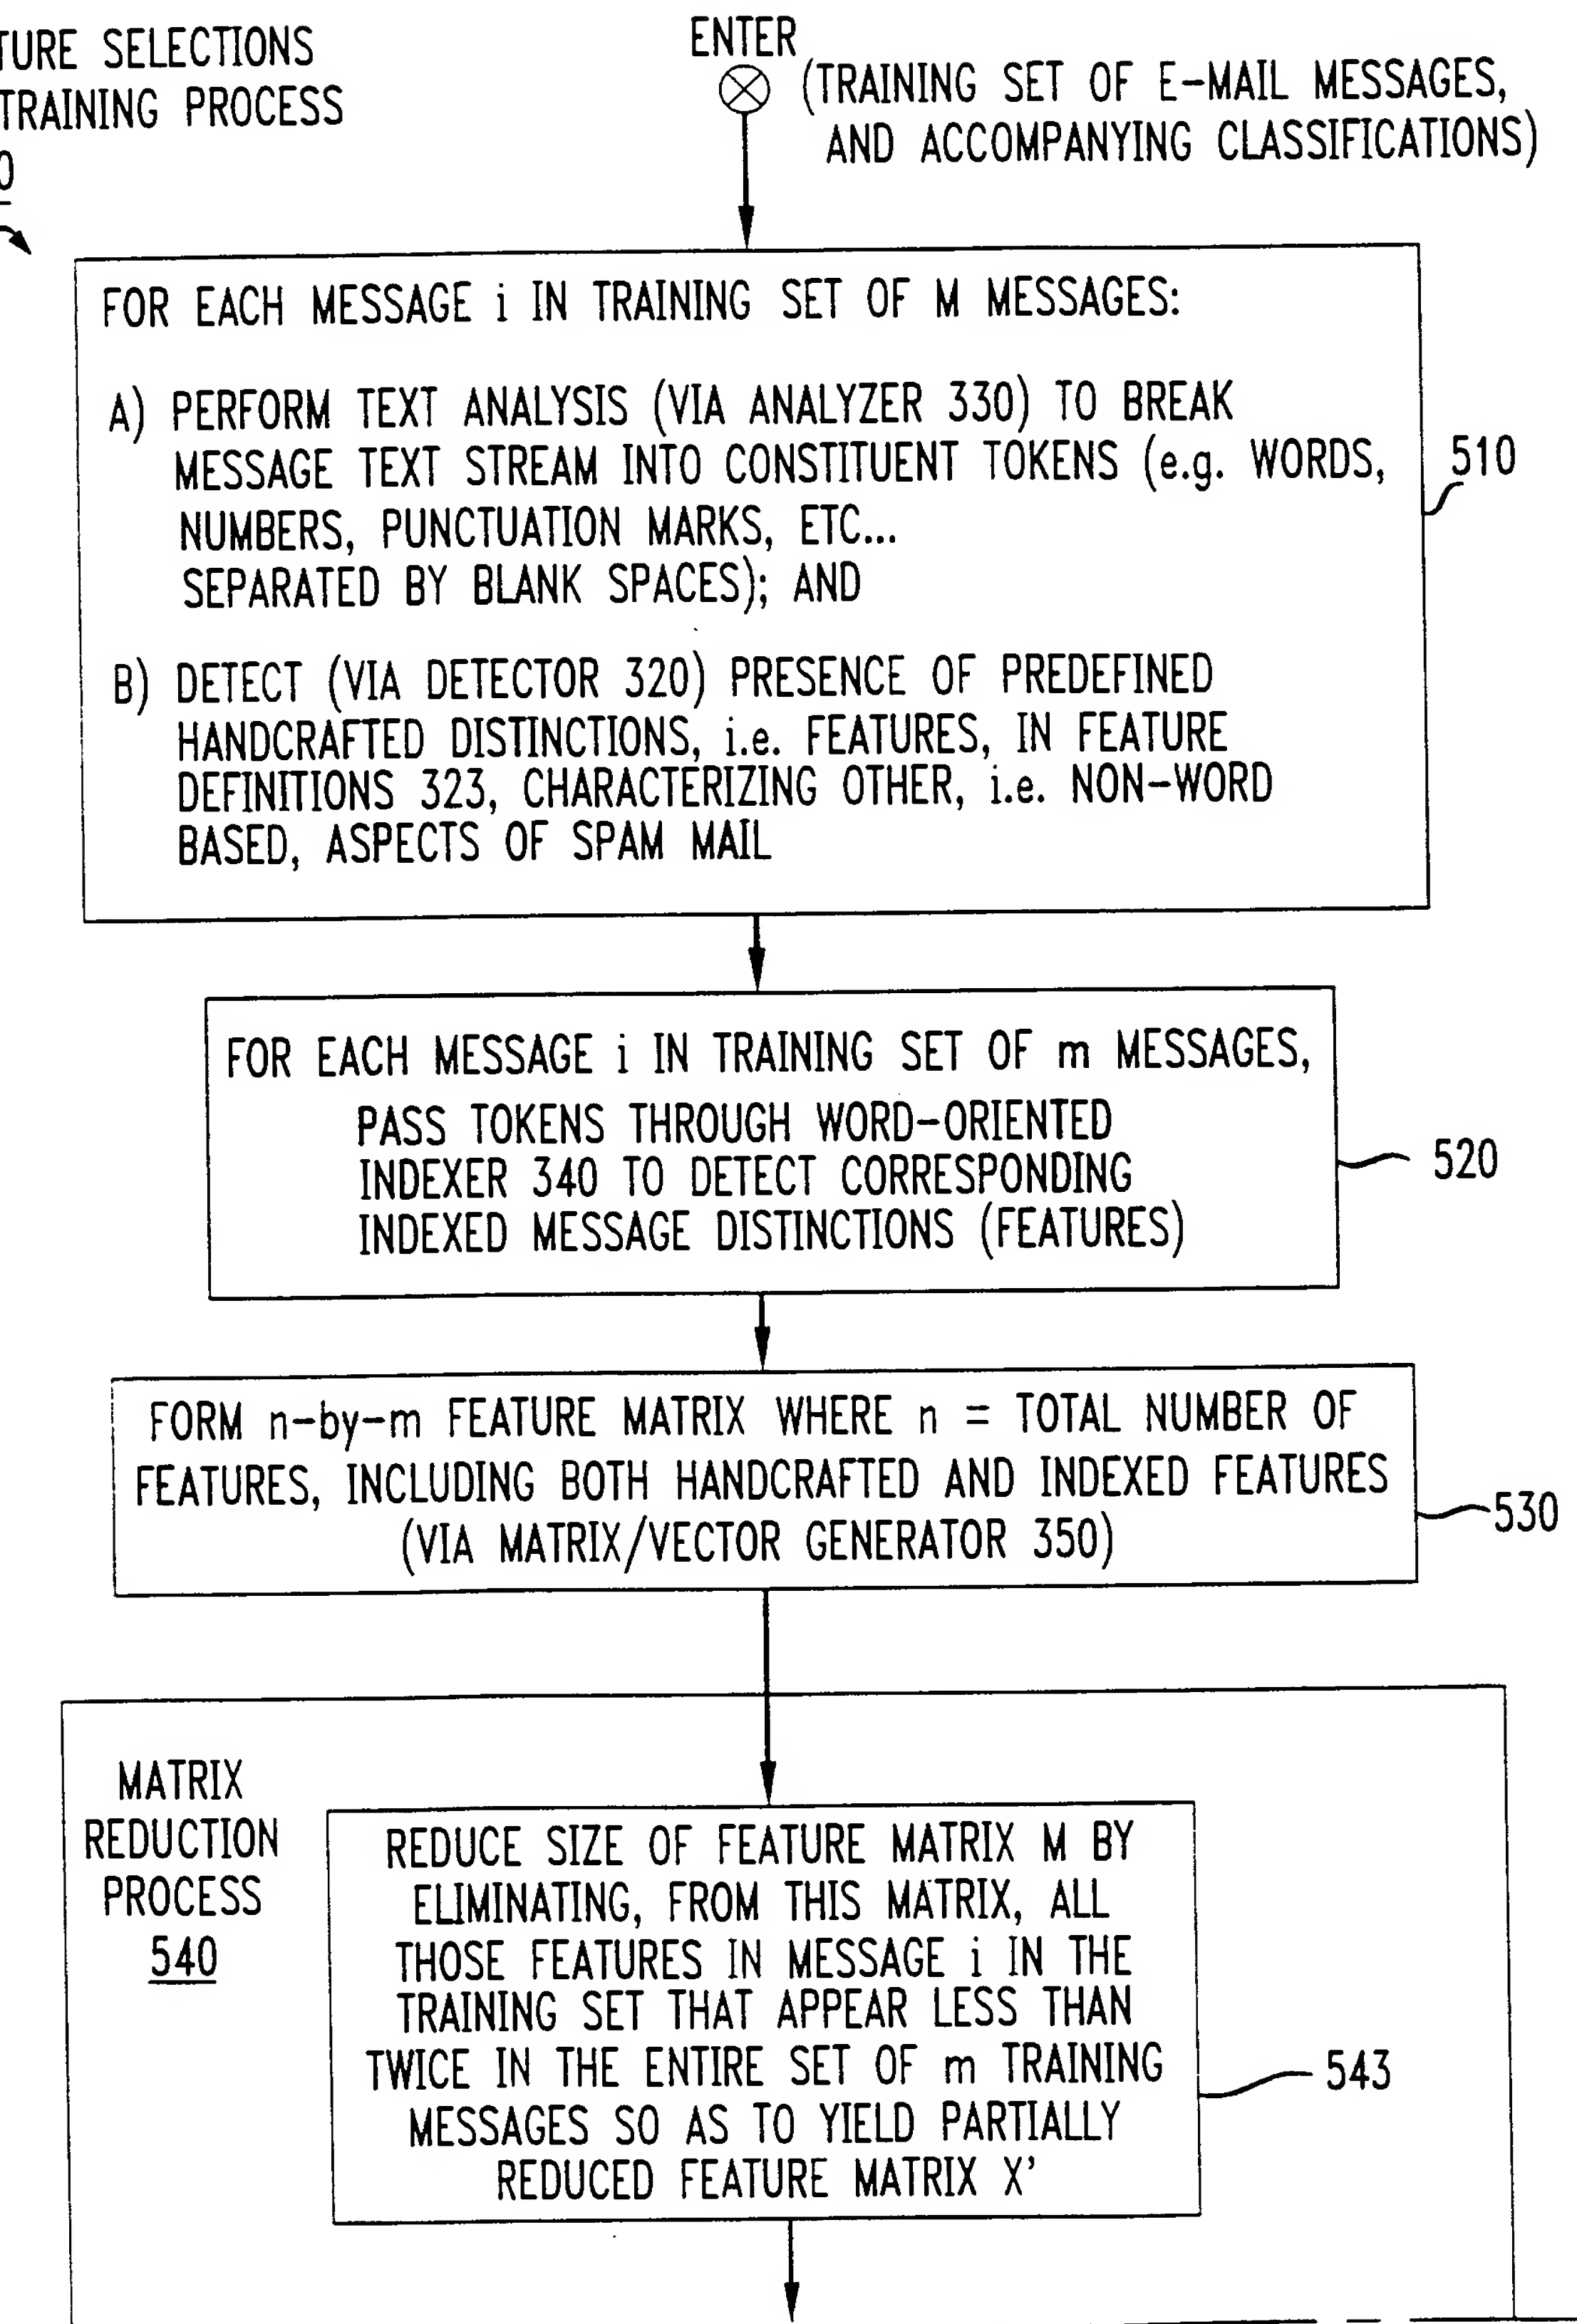 TURE SELECTIONS
TRAINING PROCESS
0
ENTER
(TRAINING SET OF E-MAIL MESSAGES,
AND ACCOMPANYING CLASSIFICATIONS)
FOR EACH MESSAGE i IN TRAINING SET OF M MESSAGES:
A) PERFORM TEXT ANALYSIS (VIA ANALYZER 330) TO BREAK
MESSAGE TEXT STREAM INTO CONSTITUENT TOKENS (e.g. WORDS,
NUMBERS, PUNCTUATION MARKS, ETC...
SEPARATED BY BLANK SPACES); AND
B) DETECT (VIA DETECTOR 320) PRESENCE OF PREDEFINED
HANDCRAFTED DISTINCTIONS, i.e. FEATURES, IN FEATURE
DEFINITIONS 323, CHARACTERIZING OTHER, i.e. NON-WORD
BASED, ASPECTS OF SPAM MAIL
510
FOR EACH MESSAGE i IN TRAINING SET OF m MESSAGES,
PASS TOKENS THROUGH WORD-ORIENTED
INDEXER 340 TO DETECT CORRESPONDING
INDEXED MESSAGE DISTINCTIONS (FEATURES)
520
FORM n-by-m FEATURE MATRIX WHERE n = TOTAL NUMBER OF
FEATURES, INCLUDING BOTH HANDCRAFTED AND INDEXED FEATURES
(VIA MATRIX/VECTOR GENERATOR 350)
530
MATRIX
REDUCTION
PROCESS
540
REDUCE SIZE OF FEATURE MATRIX M BY
ELIMINATING, FROM THIS MATRIX, ALL
THOSE FEATURES IN MESSAGE i IN THE
TRAINING SET THAT APPEAR LESS THAN
TWICE IN THE ENTIRE SET OF m TRAINING
MESSAGES SO AS TO YIELD PARTIALLY
REDUCED FEATURE MATRIX X'
543